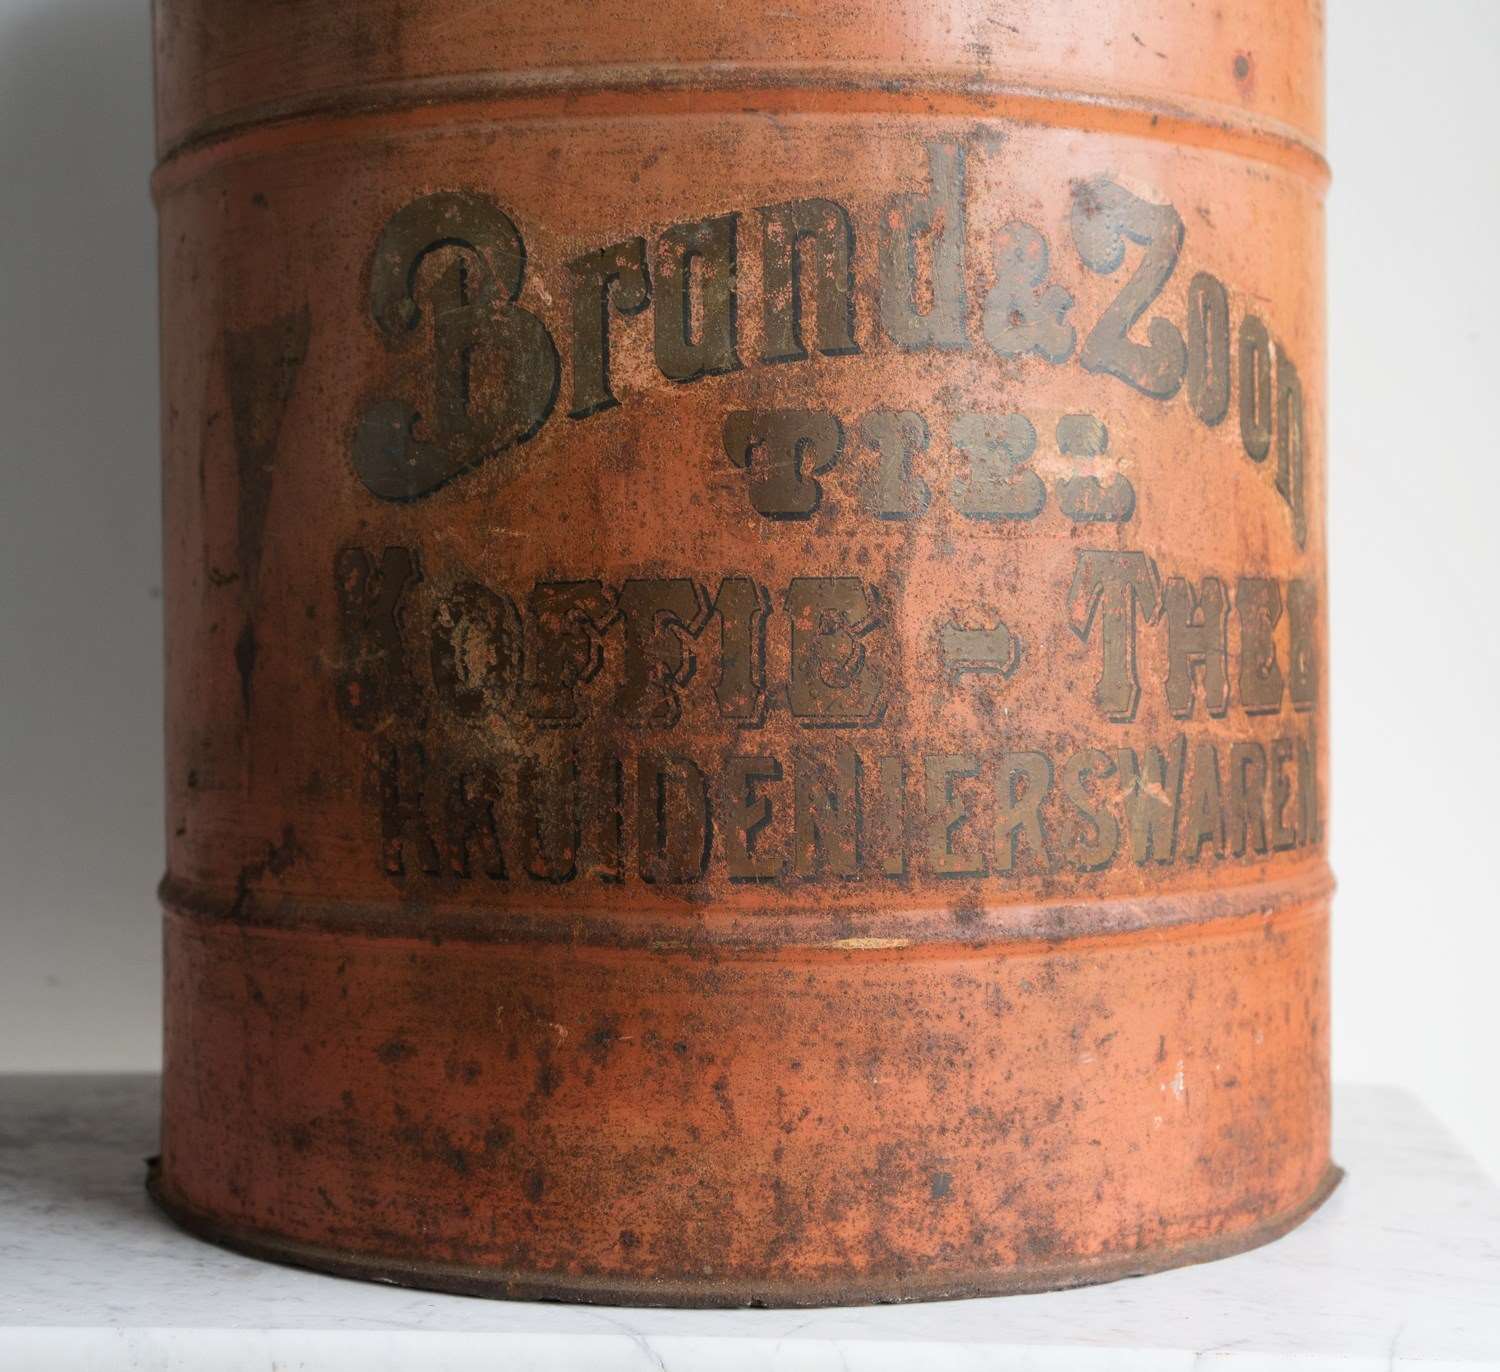 Brand & Zoon
TIEL
KOFFIE - THEE
KRUIDENIERSWAREN